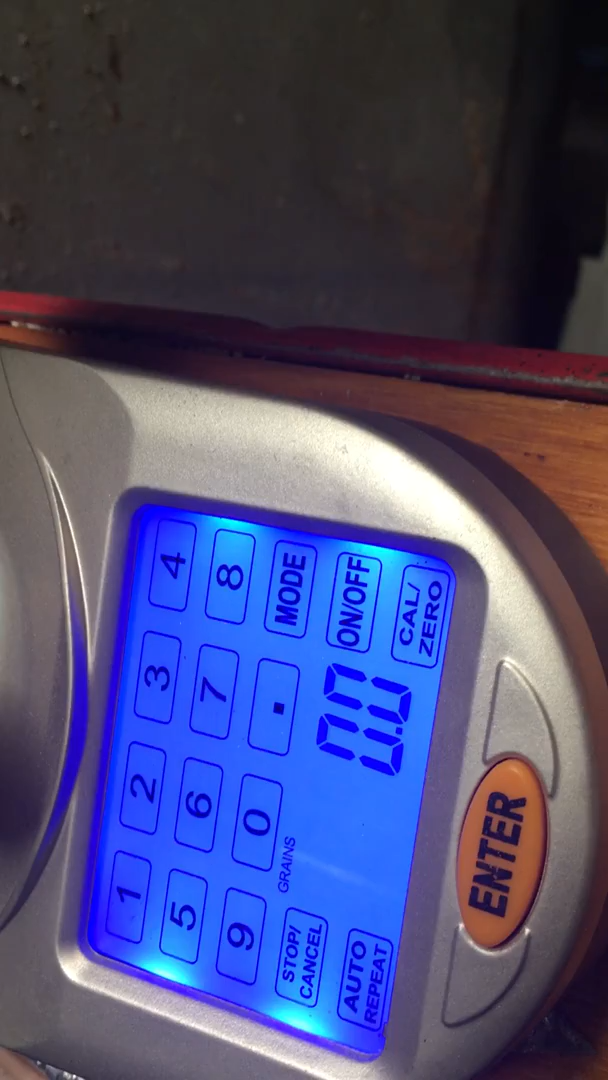 1 2 3 4
5 6 7 8
9 0 . MODE
GRAINS
STOP/
CANCEL
0.0
ON/OFF
AUTO
REPEAT
CAL/
ZERO
ENTER